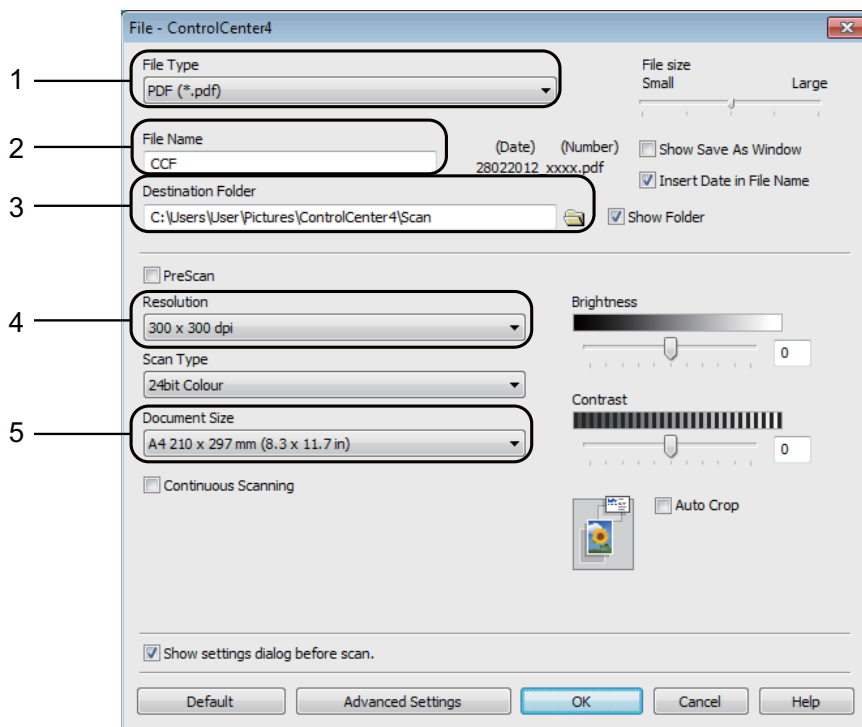 File - ControlCenter4
1
File Type
PDF (*.pdf)
File size
Small Large
2
File Name
CCF
(Date) (Number)
28022012 xxxx.pdf
Show Save As Window
Insert Date in File Name
3
Destination Folder
C:\Users\User\Pictures\ControlCenter4\Scan
Show Folder
PreScan
4
Resolution
300 x 300 dpi
Brightness
0
Scan Type
24bit Colour
Contrast
0
5
Document Size
A4 210 x 297 mm (8.3 x 11.7 in)
Continuous Scanning
Auto Crop
Show settings dialog before scan.
Default Advanced Settings OK Cancel Help